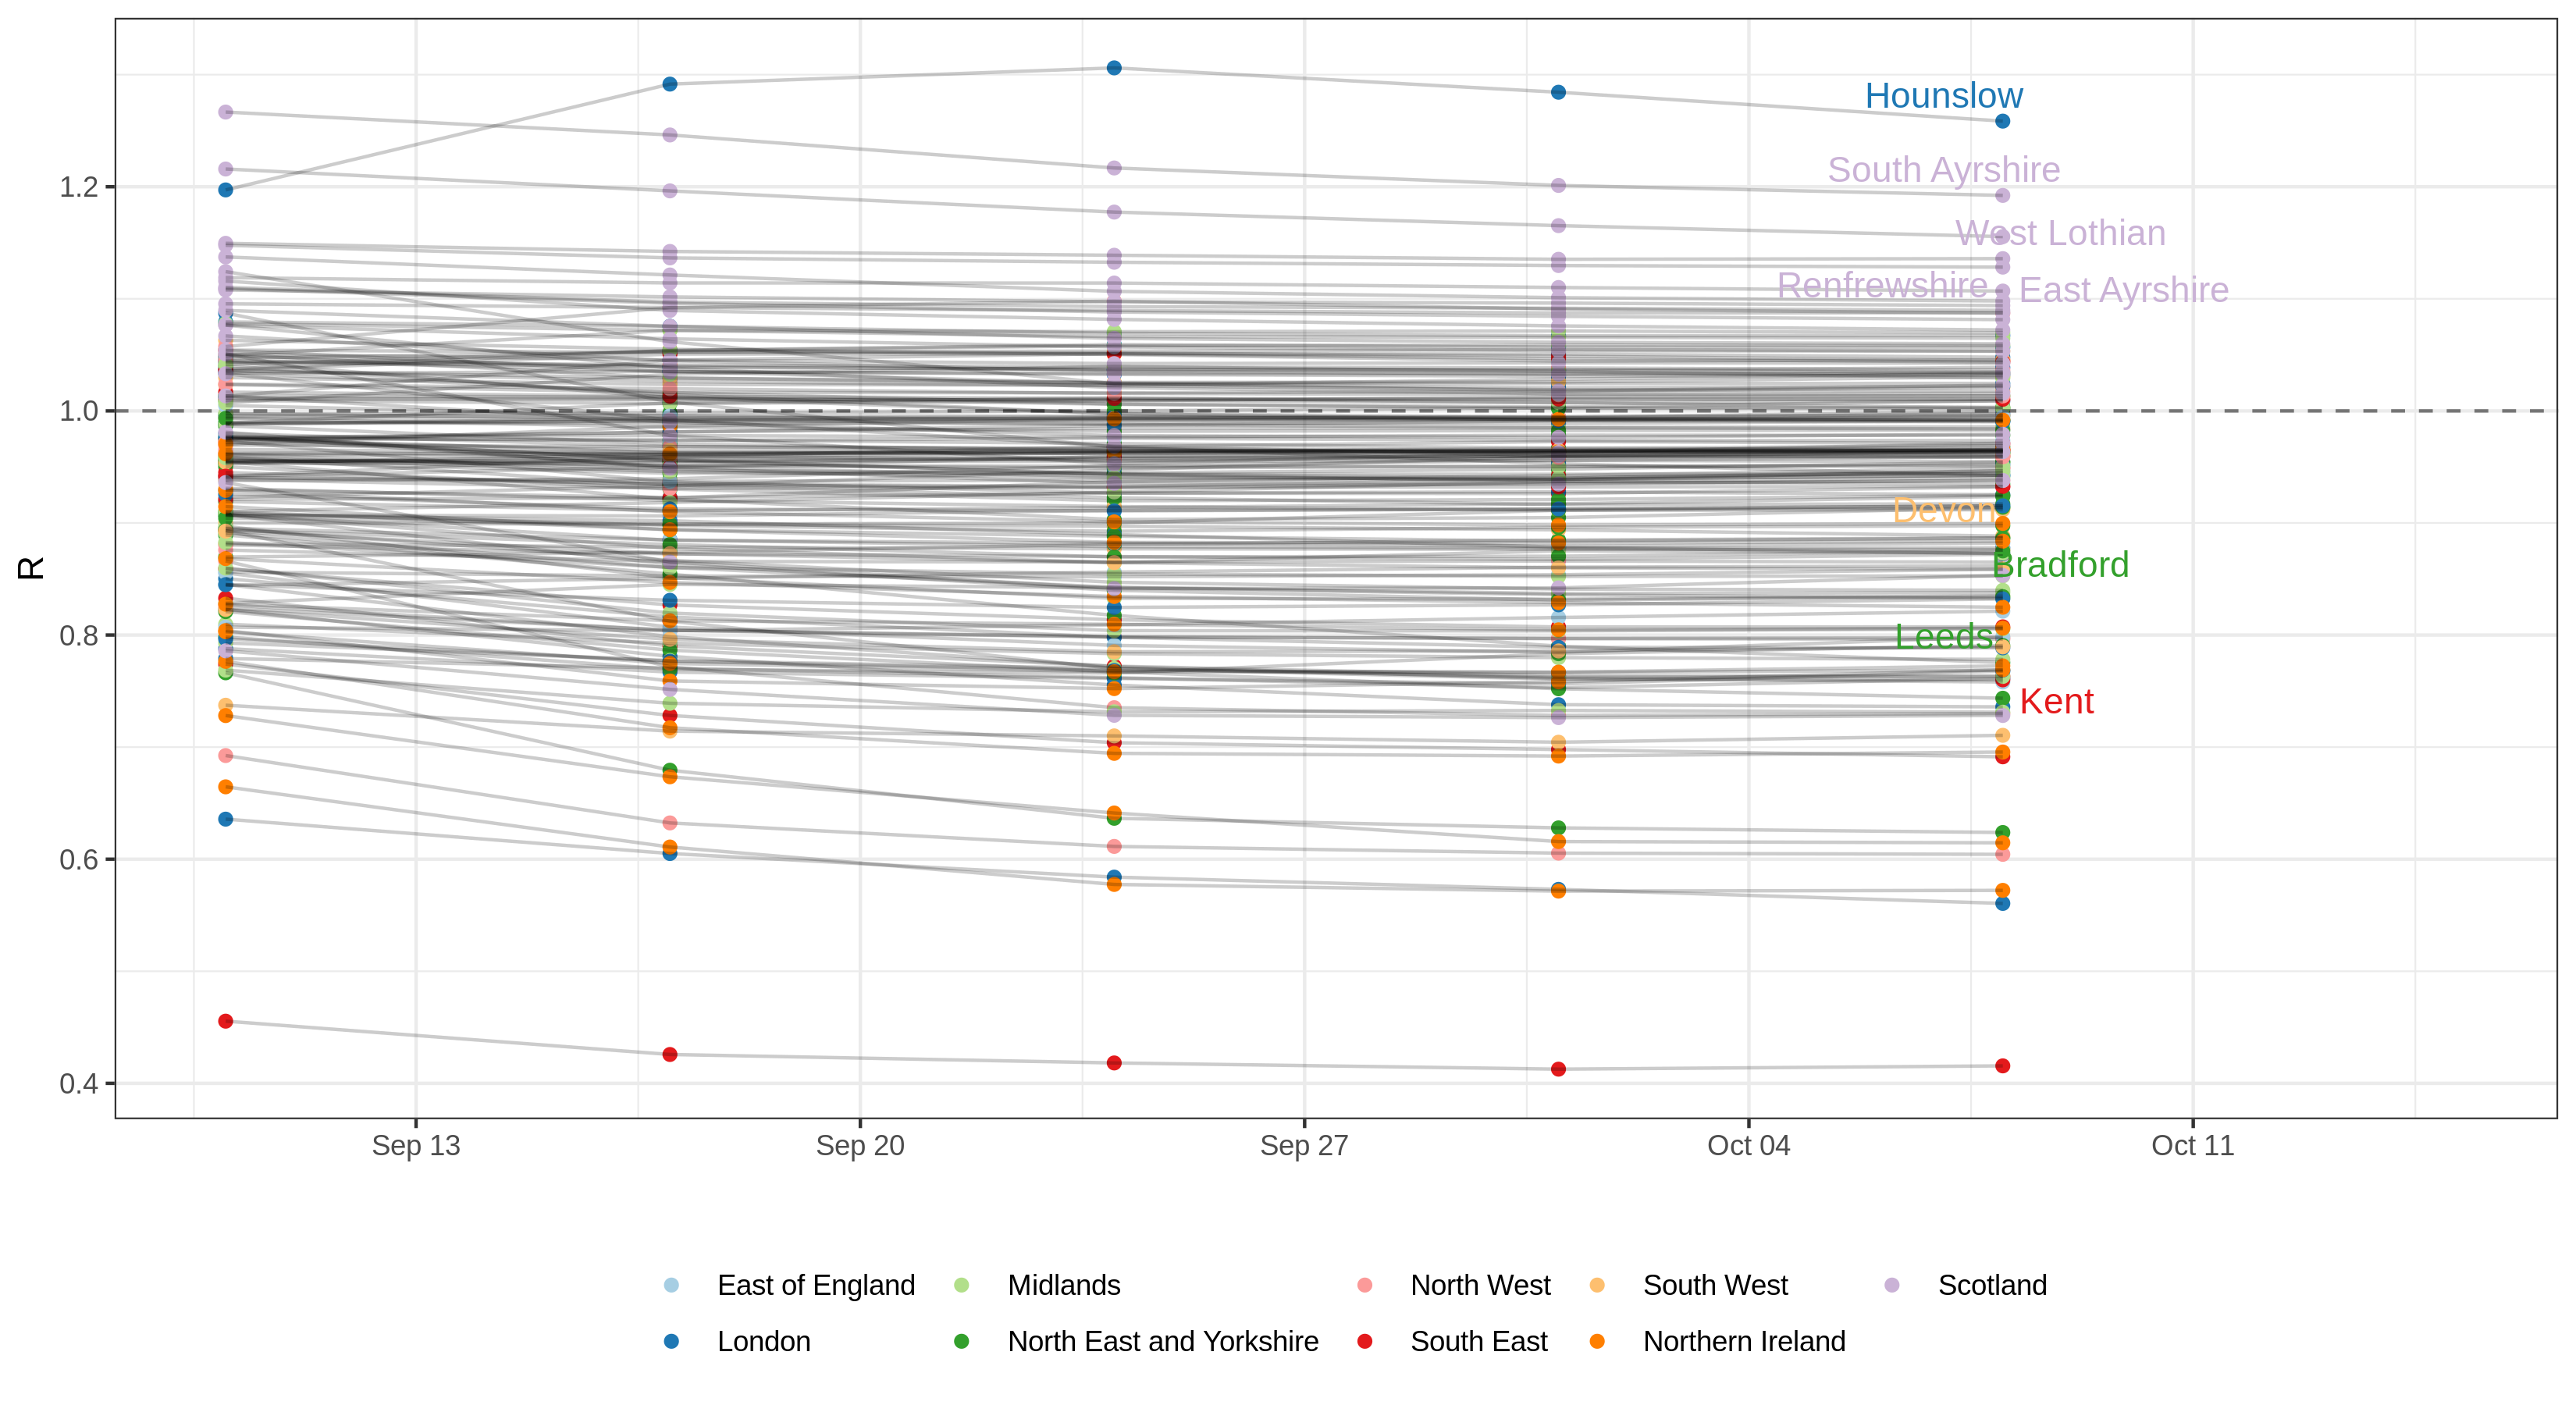 Hounslow
South Ayrshire
West Lothian
Renfrewshire
East Ayrshire
Devon
Bradford
Leeds
Kent
R
1.2
1.0
0.8
0.6
0.4
Sep 13
Sep 20
Sep 27
Oct 04
Oct 11
East of England
Midlands
North West
South West
Scotland
London
North East and Yorkshire
South East
Northern Ireland